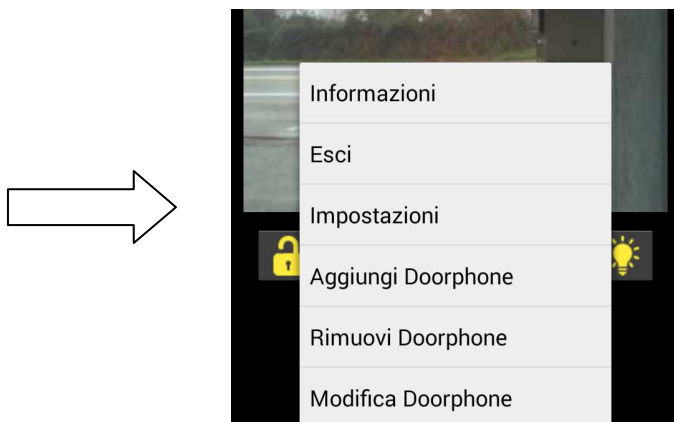 Informazioni
Esci
Impostazioni
Aggiungi Doorphone
Rimuovi Doorphone
Modifica Doorphone